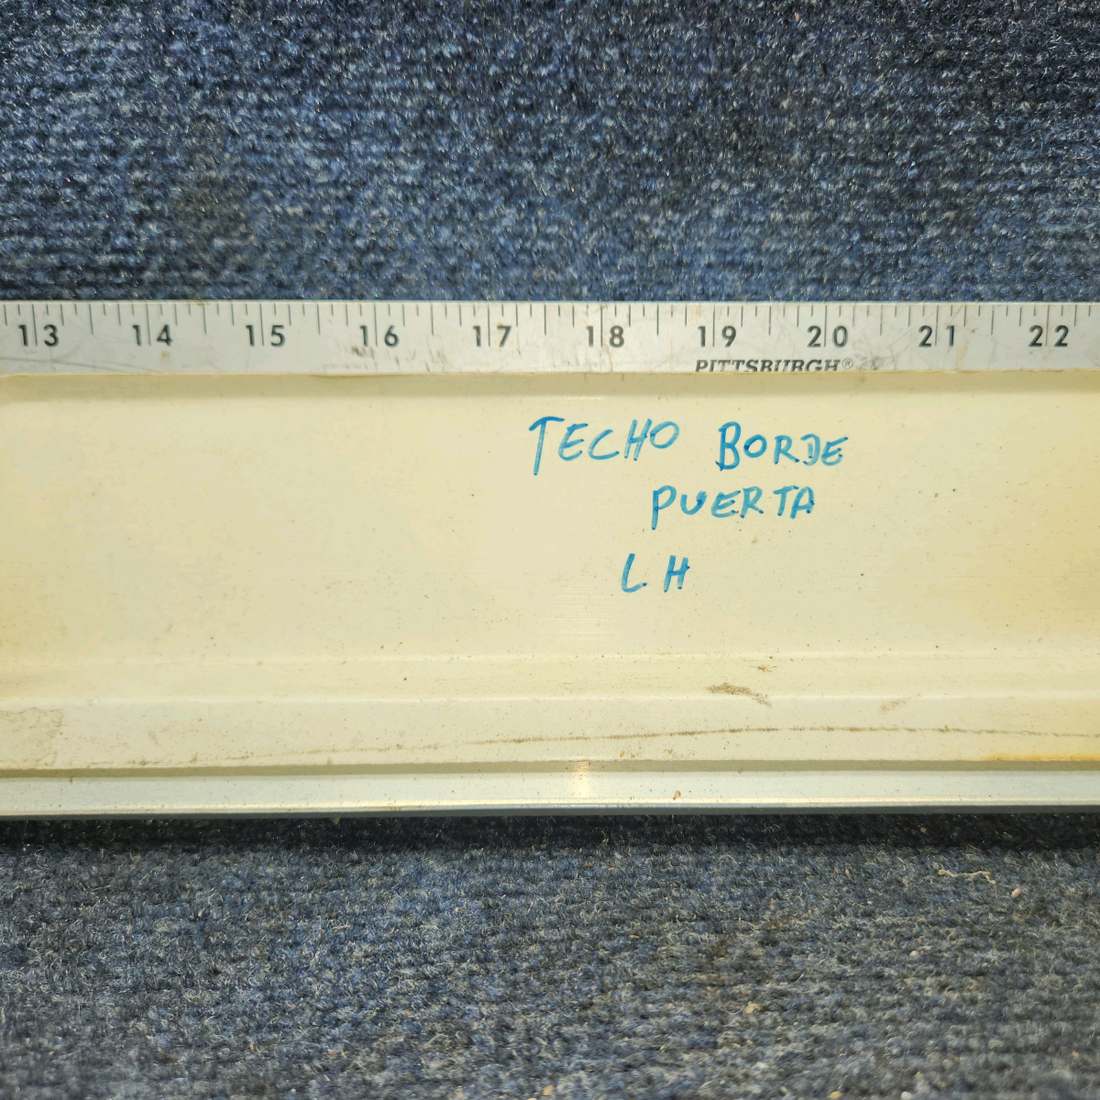 13 14 15 16 17 18 19 20 21 22
PITTSBURGH®
TECHO BORDE
PUERTA
LH